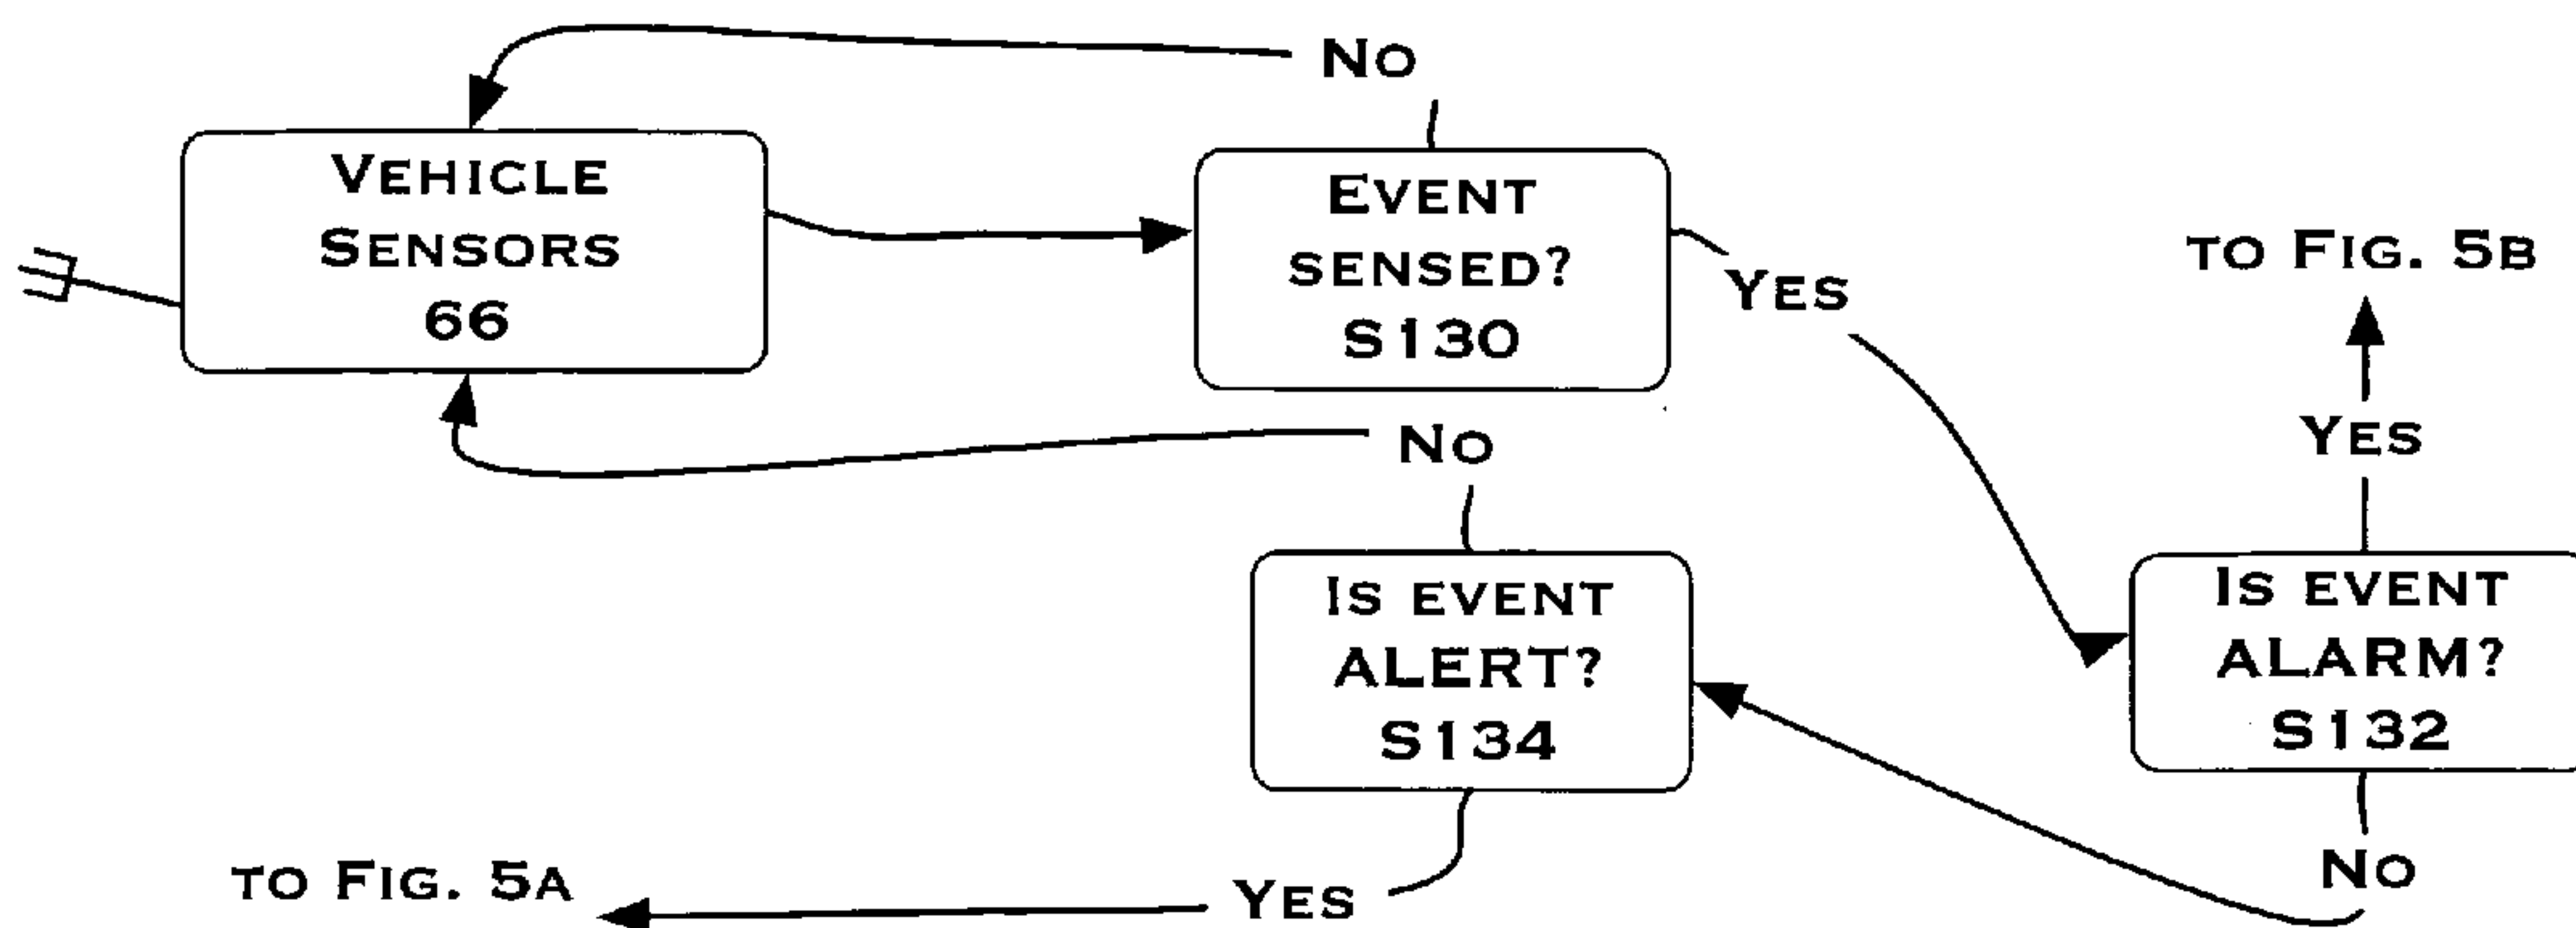 NO
VEHICLE
SENSORS
66
EVENT
SENSED?
S130
YES
TO FIG. 5B
YES
NO
IS EVENT
ALERT?
S134
IS EVENT
ALARM?
S132
NO
YES
TO FIG. 5A